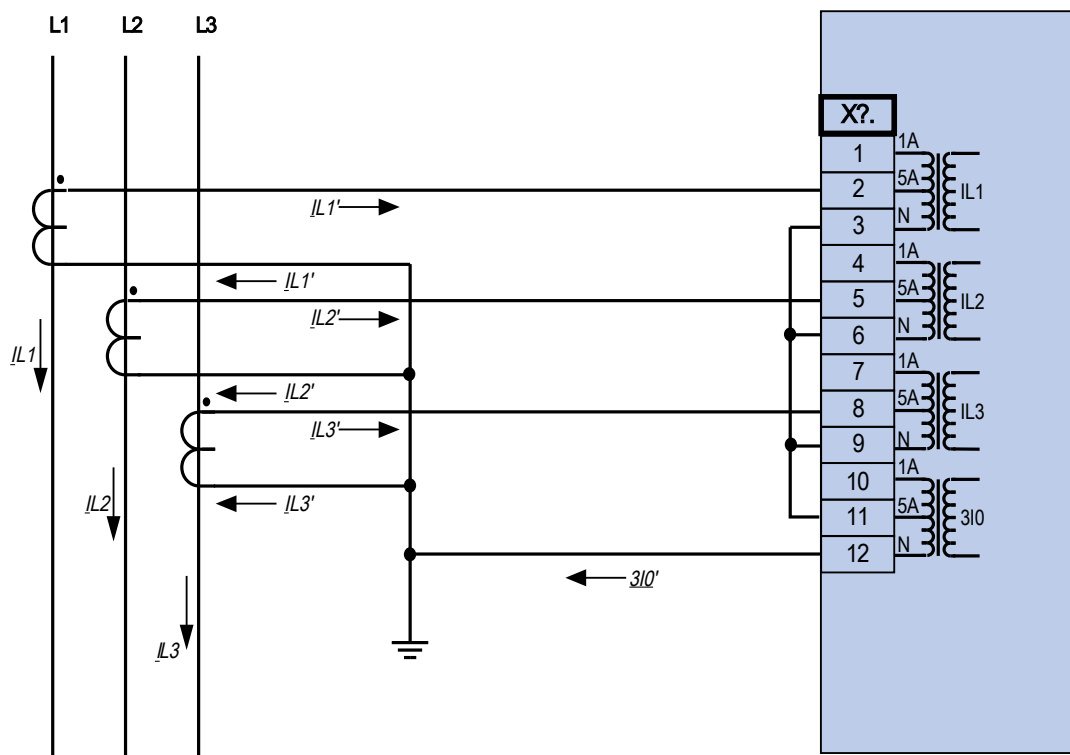 L1 L2 L3
X?.
1 1A
2 5A IL1
3 N
4 1A
5 5A IL2
6 N
7 1A
8 5A IL3
9 N
10 1A
11 5A 3I0
12 N
IL1'
IL1'
IL2'
IL1
IL2'
IL3'
IL2
IL3'
3I0'
IL3